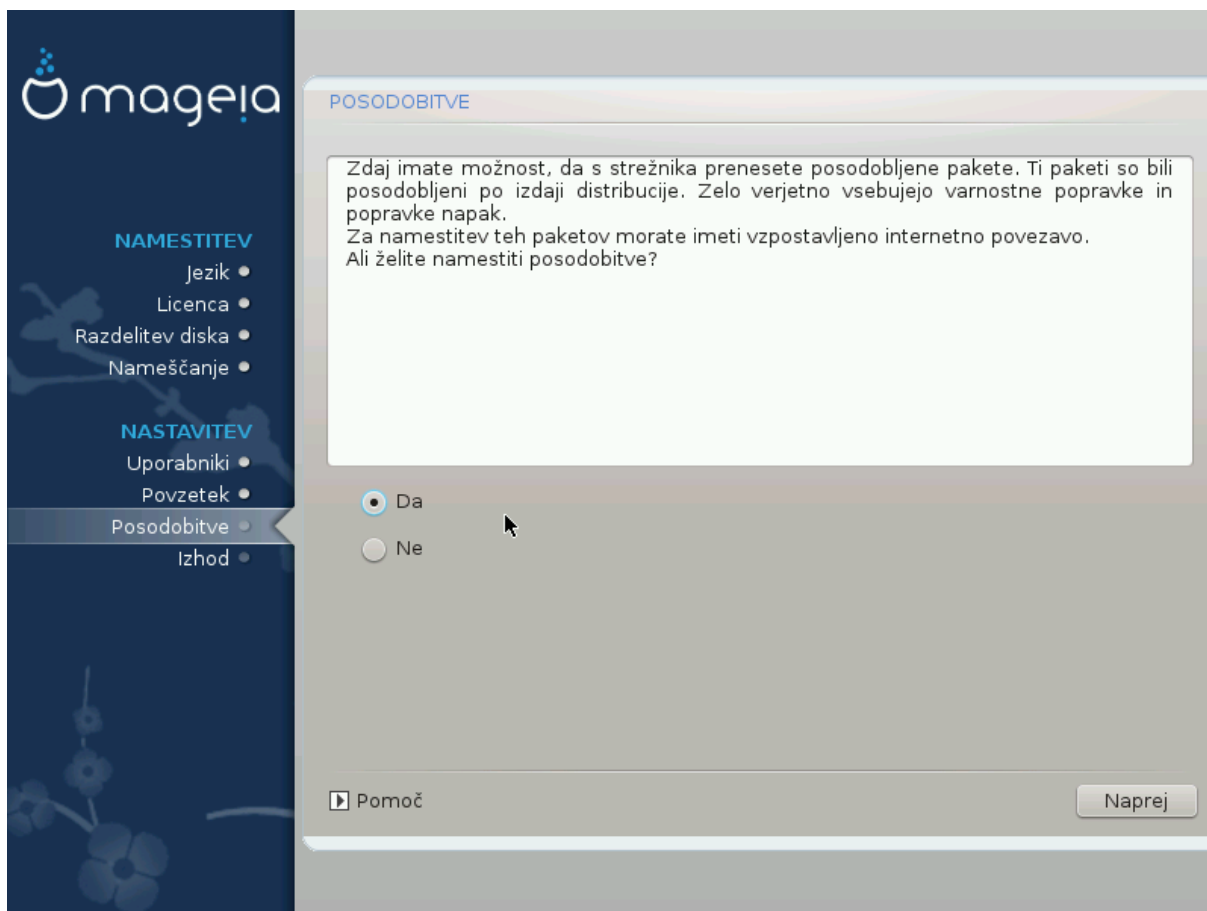 mageia
NAMESTITEV
Jezik
Licenca
Razdelitev diska
Nameščanje
NASTAVITEV
Uporabniki
Povzetek
Posodobitve
Izhod
POSODOBITVE
Zdaj imate možnost, da s strežnika prenesete posodobljene pakete. Ti paketi so bili
posodobljeni po izdaji distribucije. Zelo verjetno vsebujejo varnostne popravke in
popravke napak.
Za namestitev teh paketov morate imeti vzpostavljeno internetno povezavo.
Ali želite namestiti posodobitve?
Da
Ne
Pomoč
Naprej